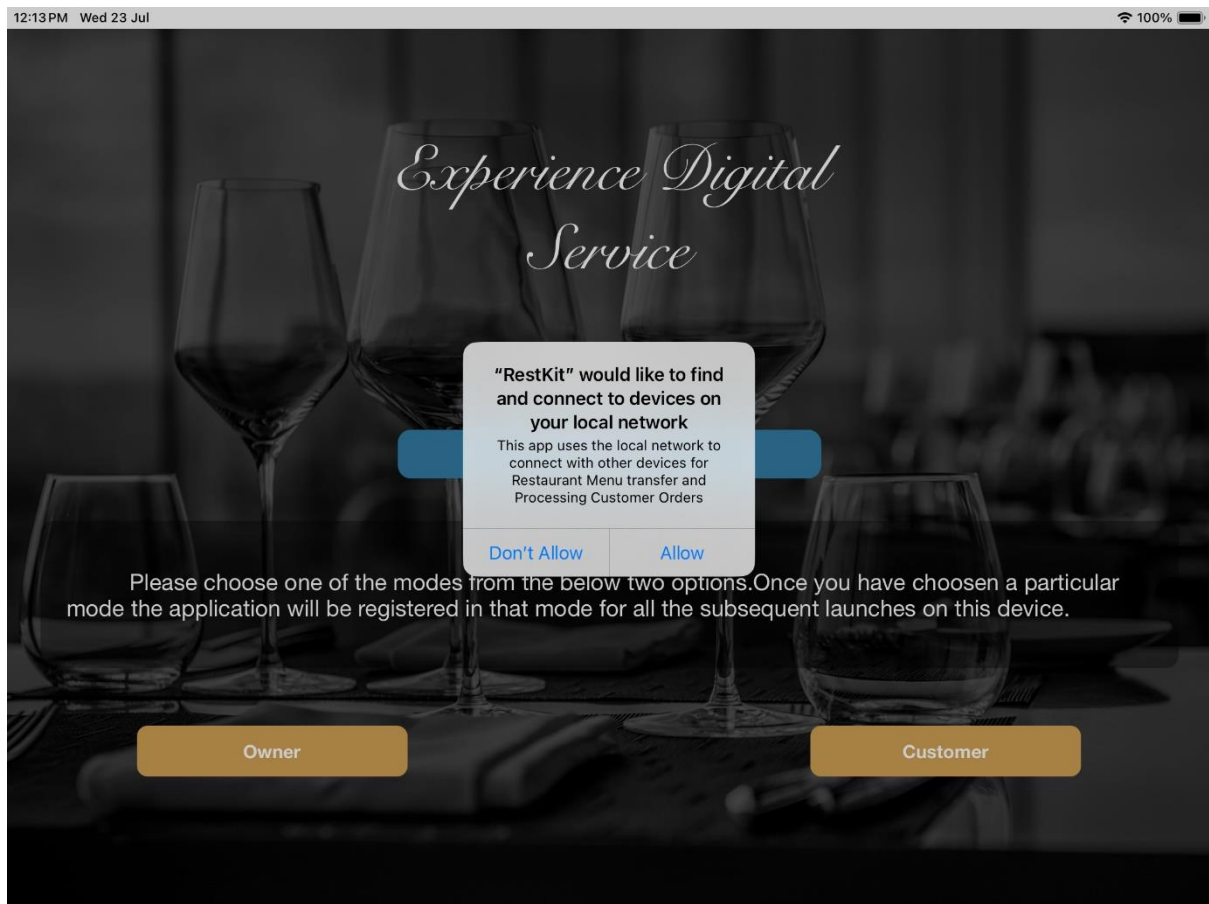 12:13 PM Wed 23 Jul
100%
Experience Digital
Service
“RestKit” would like to find
and connect to devices on
your local network
This app uses the local network to
connect with other devices for
Restaurant Menu transfer and
Processing Customer Orders
Don’t Allow
Allow
Please choose one of the modes from the below two options.Once you have choosen a particular
mode the application will be registered in that mode for all the subsequent launches on this device.
Owner
Customer